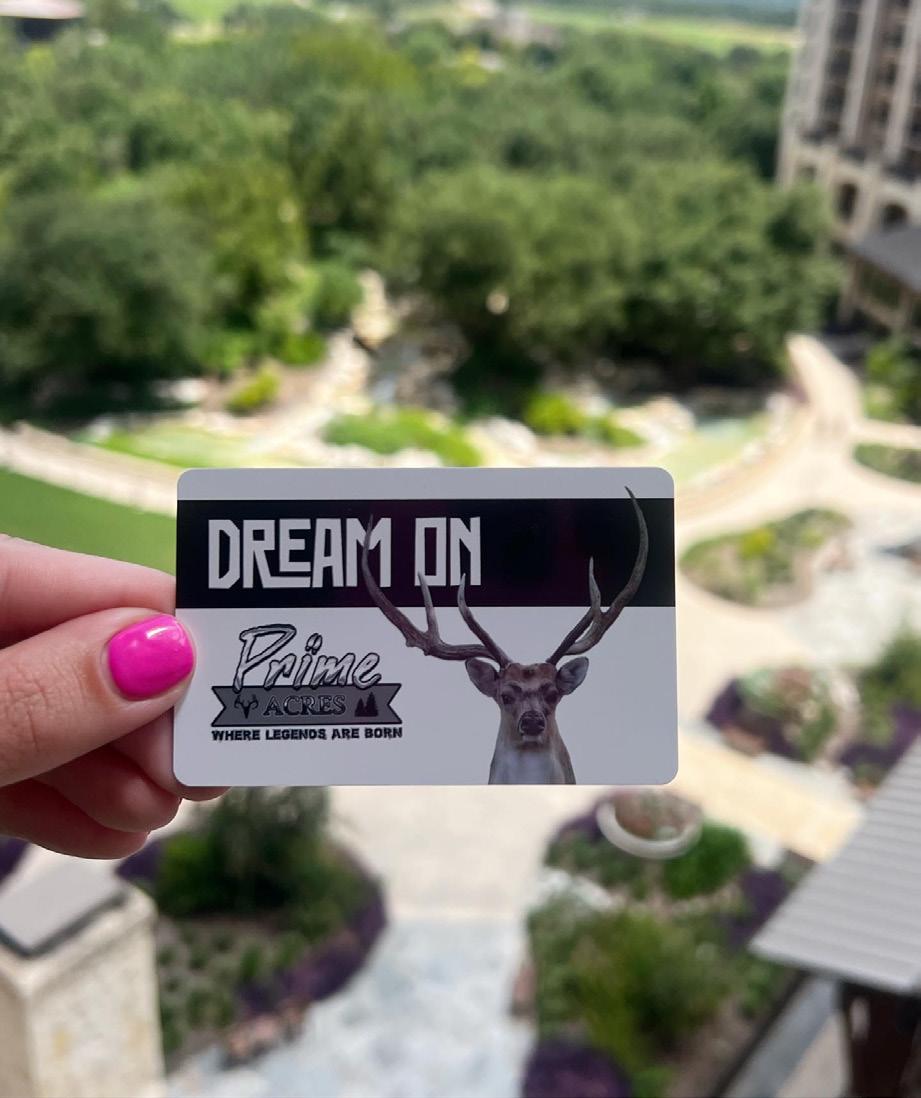 DREAM ON
Prime
ACRES
WHERE LEGENDS ARE BORN